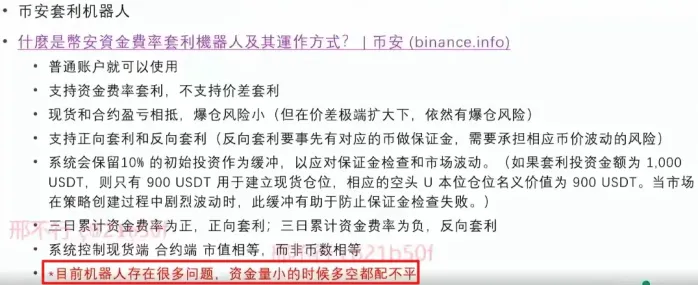 币安套利机器人
什麼是幣安資金費率套利機器人及其運作方式？ | 币安 (binance.info)
普通账户就可以使用
支持资金费率套利，不支持价差套利
现货和合约盈亏相抵，爆仓风险小（但在价差极端扩大下，依然有爆仓风险）
支持正向套利和反向套利（反向套利要事先有对应的币做保证金，需要承担相应币价波动的风险）
系统会保留10% 的初始投资作为缓冲，以应对保证金检查和市场波动。（如果套利投资金额为 1,000
USDT，则只有 900 USDT 用于建立现货仓位，相应的空头 U 本位仓位名义价值为 900 USDT。当市场
在策略创建过程中剧烈波动时，此缓冲有助于防止保证金检查失败。）
三日累计资金费率为正，正向套利；三日累计资金费率为负，反向套利
系统控制现货端 合约端 市值相等，而非币数相等
*目前机器人存在很多问题，资金量小的时候多空都配不平